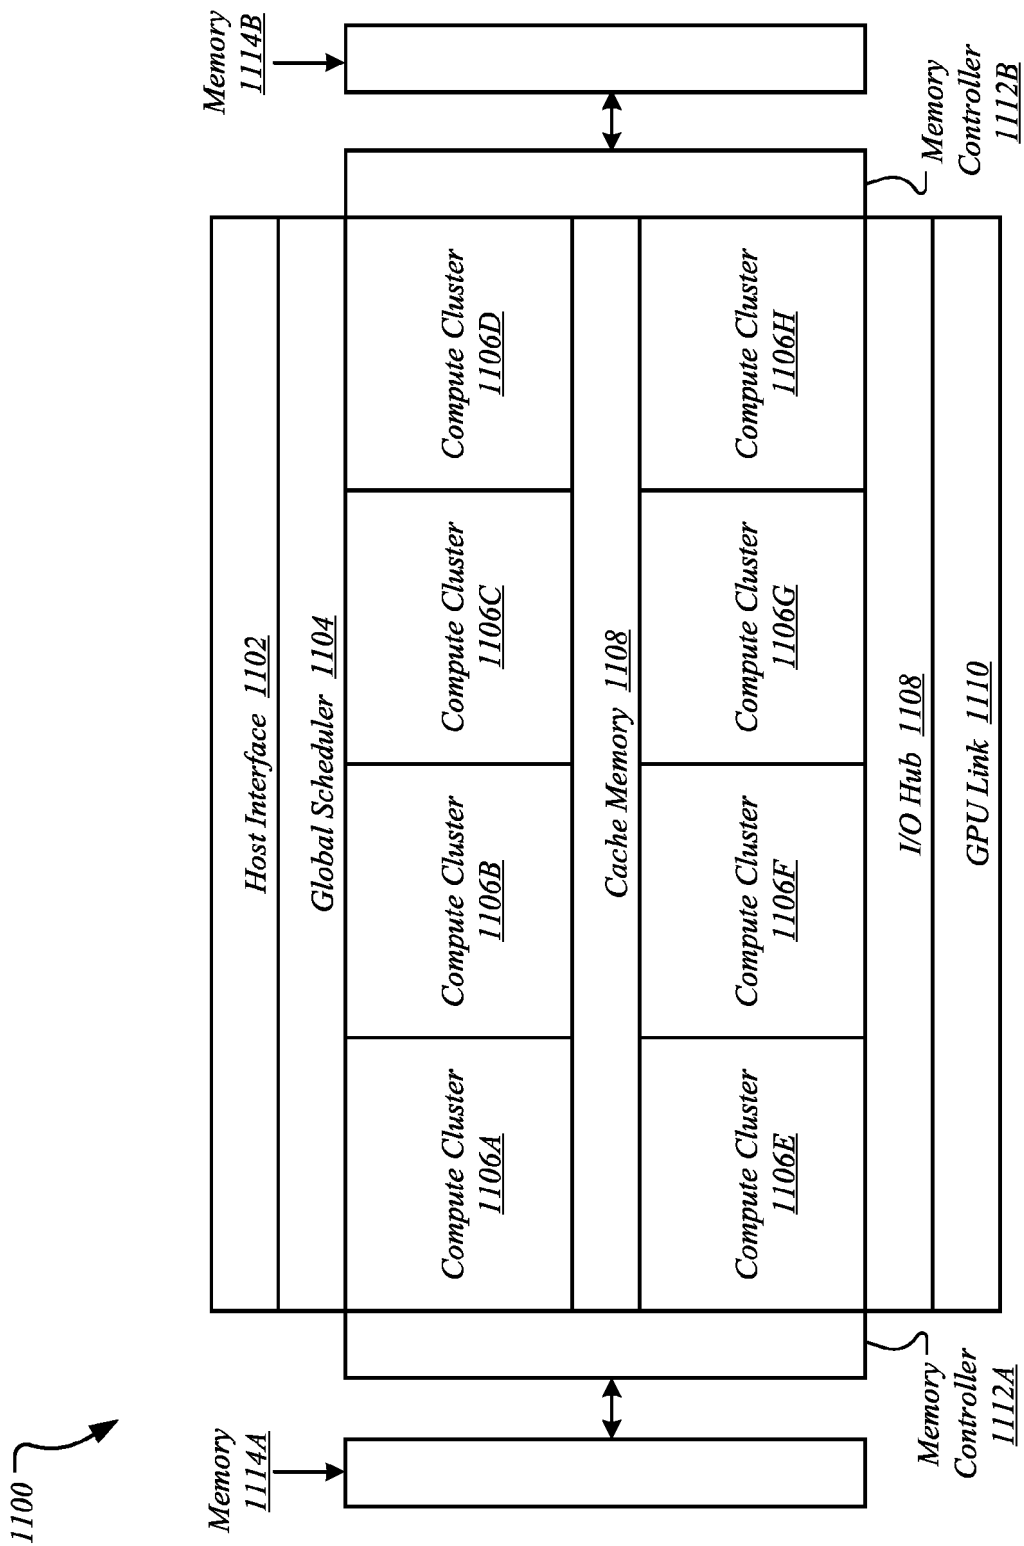 1100
Host Interface 1102
Global Scheduler 1104
Memory
1114A
Memory
1114B
Compute Cluster
1106A
Compute Cluster
1106B
Compute Cluster
1106C
Compute Cluster
1106D
Cache Memory 1108
Compute Cluster
1106E
Compute Cluster
1106F
Compute Cluster
1106G
Compute Cluster
1106H
I/O Hub 1108
GPU Link 1110
Memory
Controller
1112A
Memory
Controller
1112B